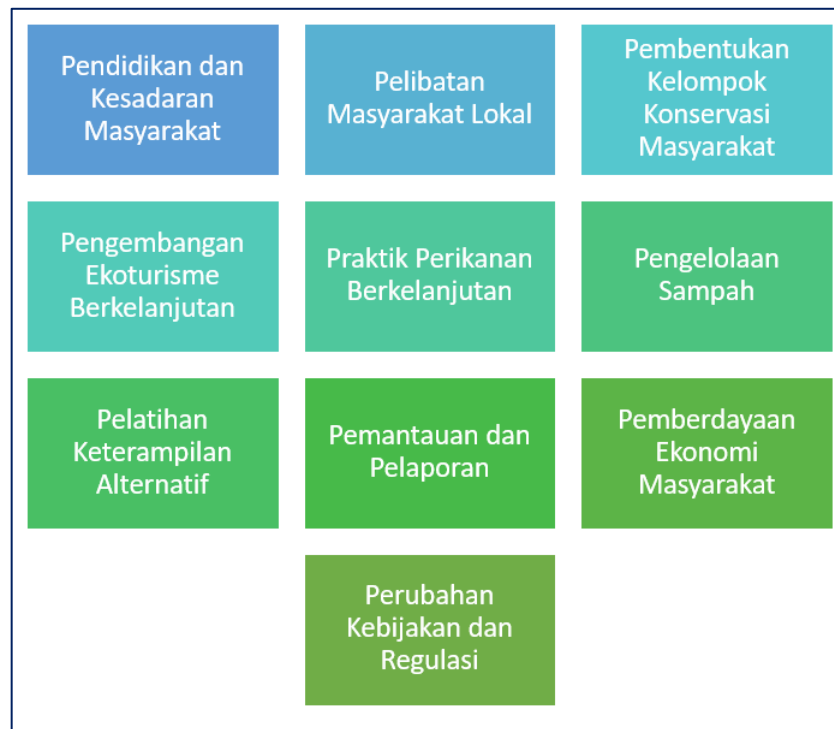 Pendidikan dan
Kesadaran
Masyarakat
Pelibatan
Masyarakat Lokal
Pembentukan
Kelompok
Konservasi
Masyarakat
Pengembangan
Ekoturisme
Berkelanjutan
Praktik Perikanan
Berkelanjutan
Pengelolaan
Sampah
Pelatihan
Keterampilan
Alternatif
Pemantauan dan
Pelaporan
Pemberdayaan
Ekonomi
Masyarakat
Perubahan
Kebijakan dan
Regulasi